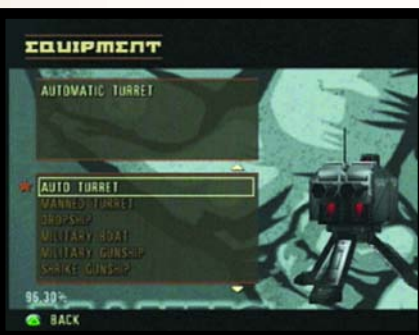 EQUIPMENT
AUTOMATIC TURRET
AUTO TURRET
MANNED TURRET
DROPSHIP
MILITARY BOAT
MILITARY GUNSHIP
SHRIKE GUNSHIP
96.30%
BACK